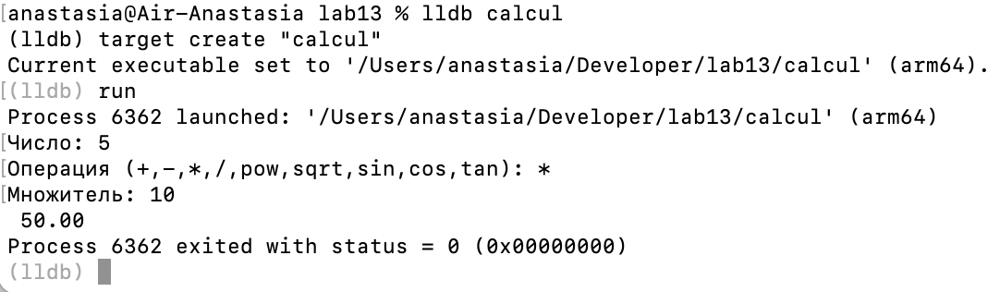 [anastasia@Air-Anastasia lab13 % lldb calcul
(lldb) target create "calcul"
Current executable set to '/Users/anastasia/Developer/lab13/calcul' (arm64).
[(lldb) run
Process 6362 launched: '/Users/anastasia/Developer/lab13/calcul' (arm64)
[Число: 5
[Операция (+,-,*,/,pow,sqrt,sin,cos,tan): *
[Множитель: 10
50.00
Process 6362 exited with status = 0 (0x00000000)
(lldb)